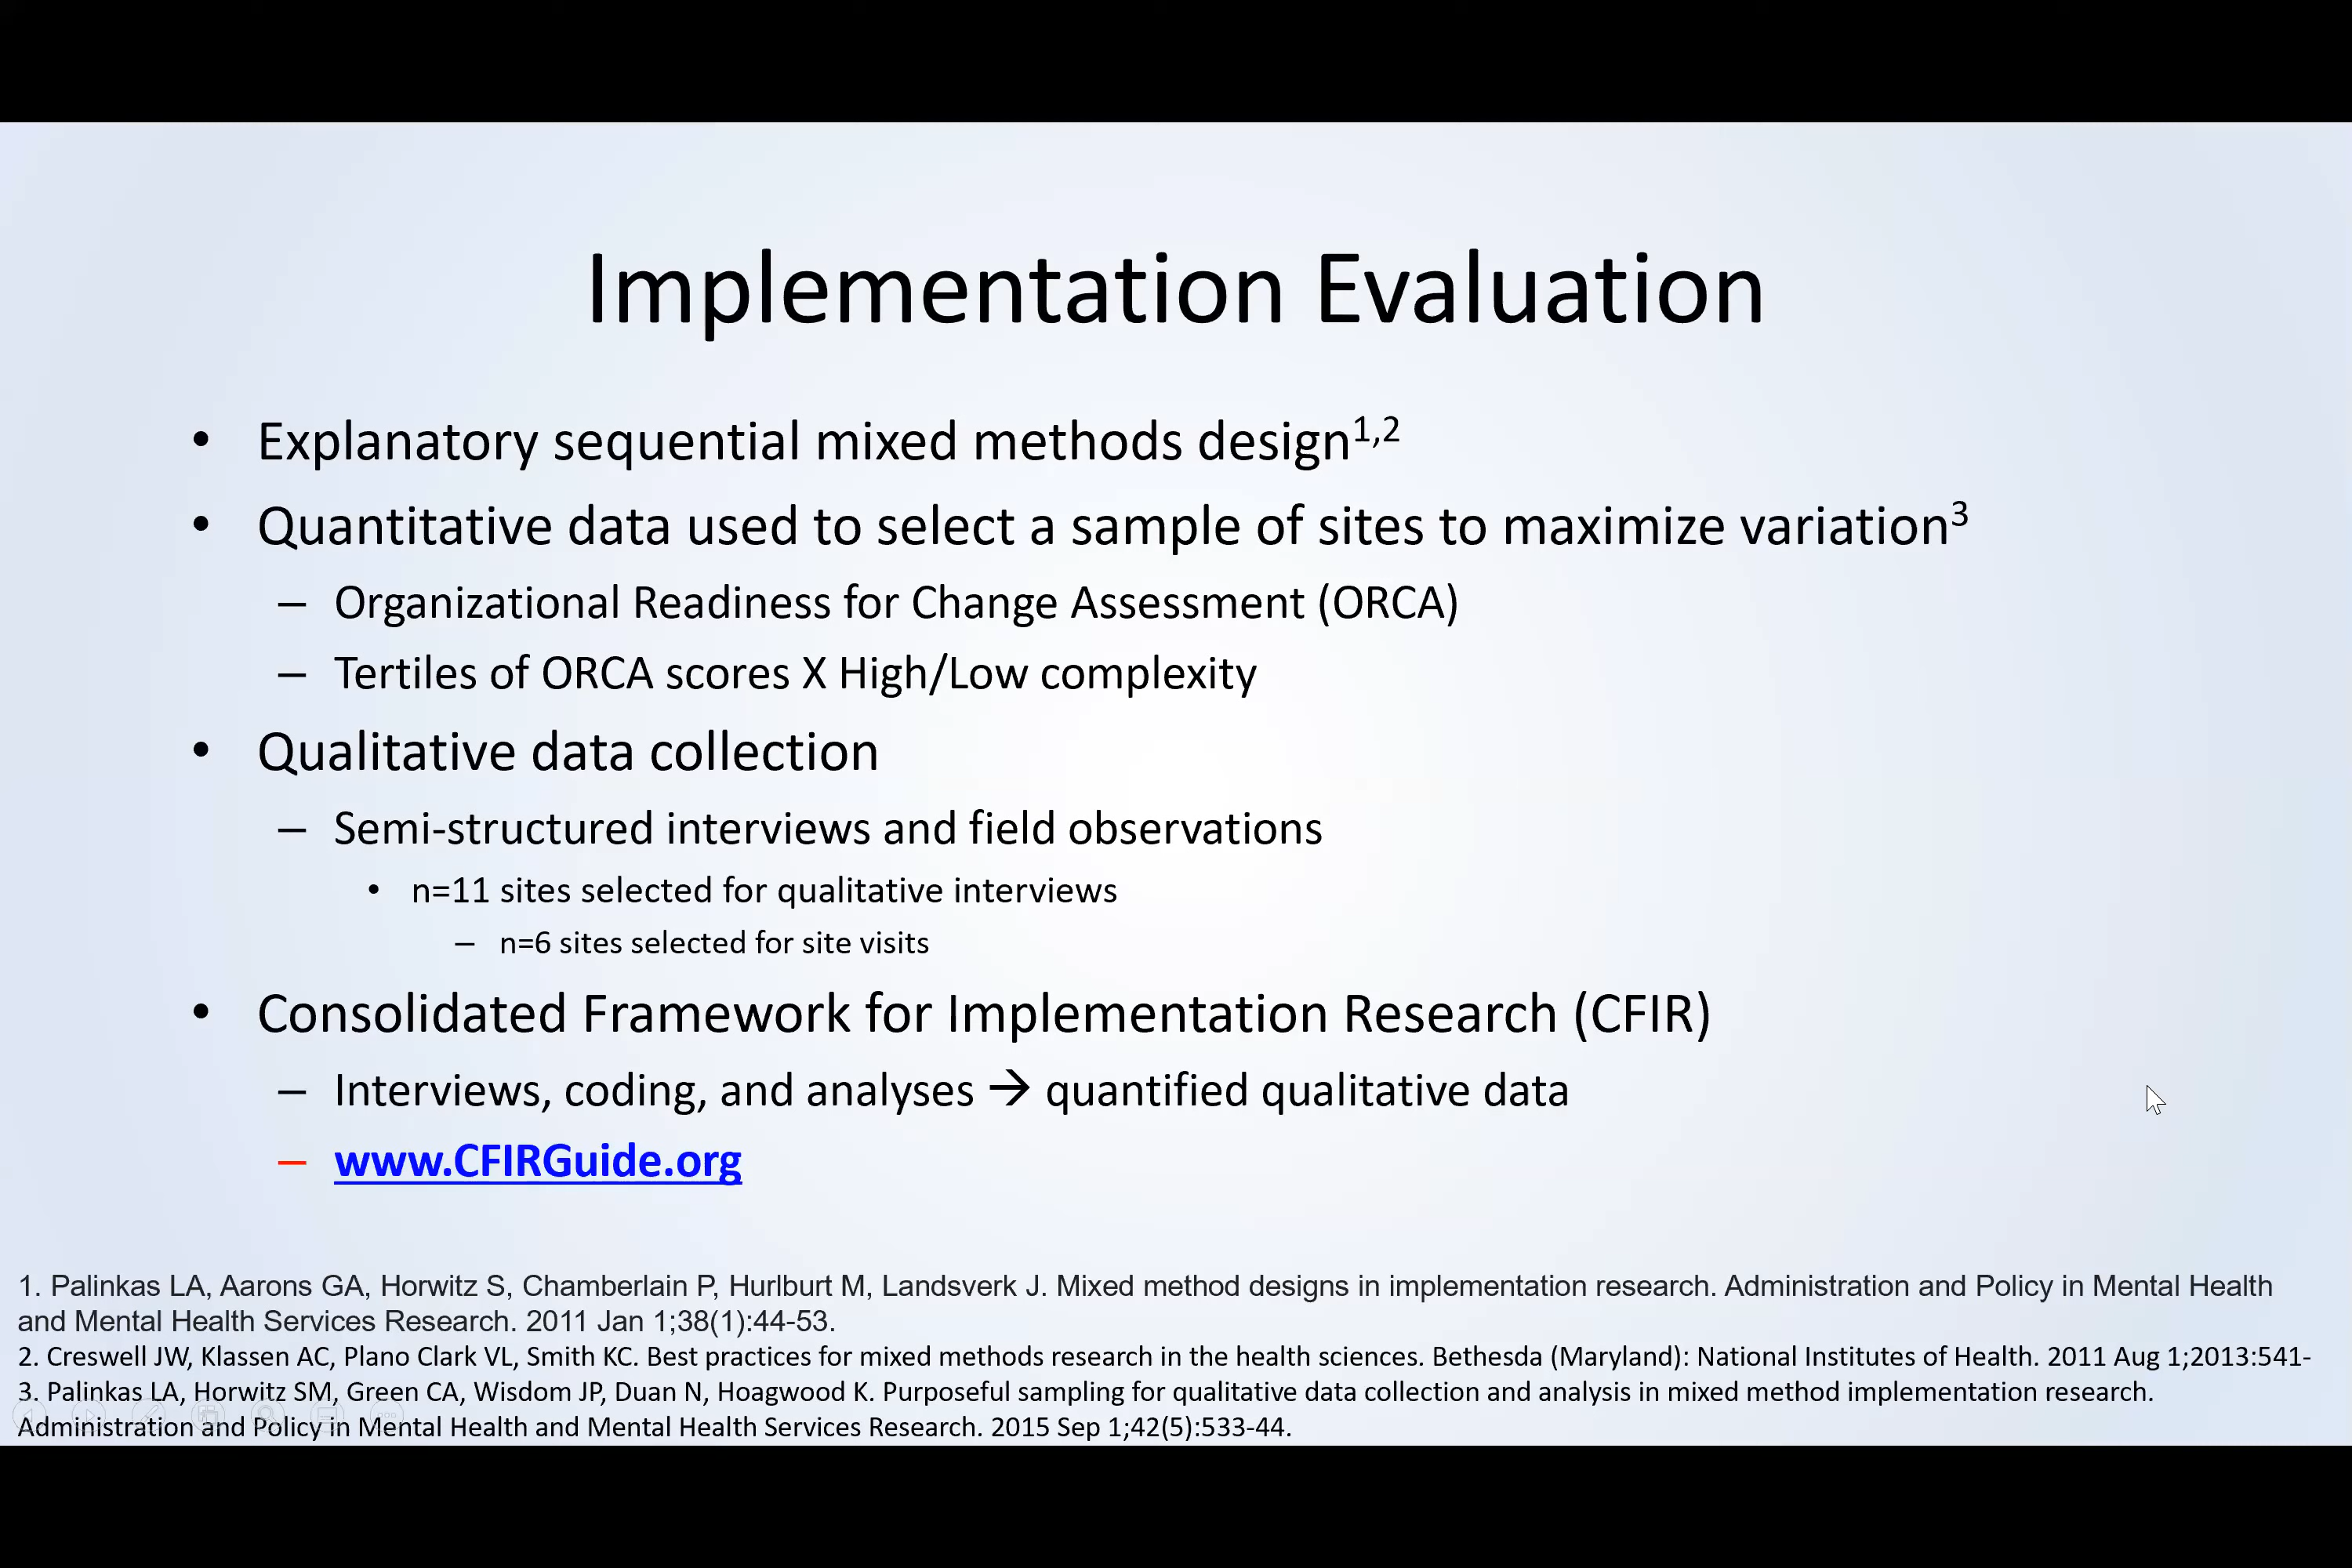 Implementation Evaluation
• Explanatory sequential mixed methods design1,2
• Quantitative data used to select a sample of sites to maximize variation3
– Organizational Readiness for Change Assessment (ORCA)
– Tertiles of ORCA scores X High/Low complexity
• Qualitative data collection
– Semi-structured interviews and field observations
• n=11 sites selected for qualitative interviews
– n=6 sites selected for site visits
• Consolidated Framework for Implementation Research (CFIR)
– Interviews, coding, and analyses → quantified qualitative data
– www.CFIRGuide.org
1. Palinkas LA, Aarons GA, Horwitz S, Chamberlain P, Hurlburt M, Landsverk J. Mixed method designs in implementation research. Administration and Policy in Mental Health
and Mental Health Services Research. 2011 Jan 1;38(1):44-53.
2. Creswell JW, Klassen AC, Plano Clark VL, Smith KC. Best practices for mixed methods research in the health sciences. Bethesda (Maryland): National Institutes of Health. 2011 Aug 1;2013:541-
3. Palinkas LA, Horwitz SM, Green CA, Wisdom JP, Duan N, Hoagwood K. Purposeful sampling for qualitative data collection and analysis in mixed method implementation research.
Administration and Policy in Mental Health and Mental Health Services Research. 2015 Sep 1;42(5):533-44.